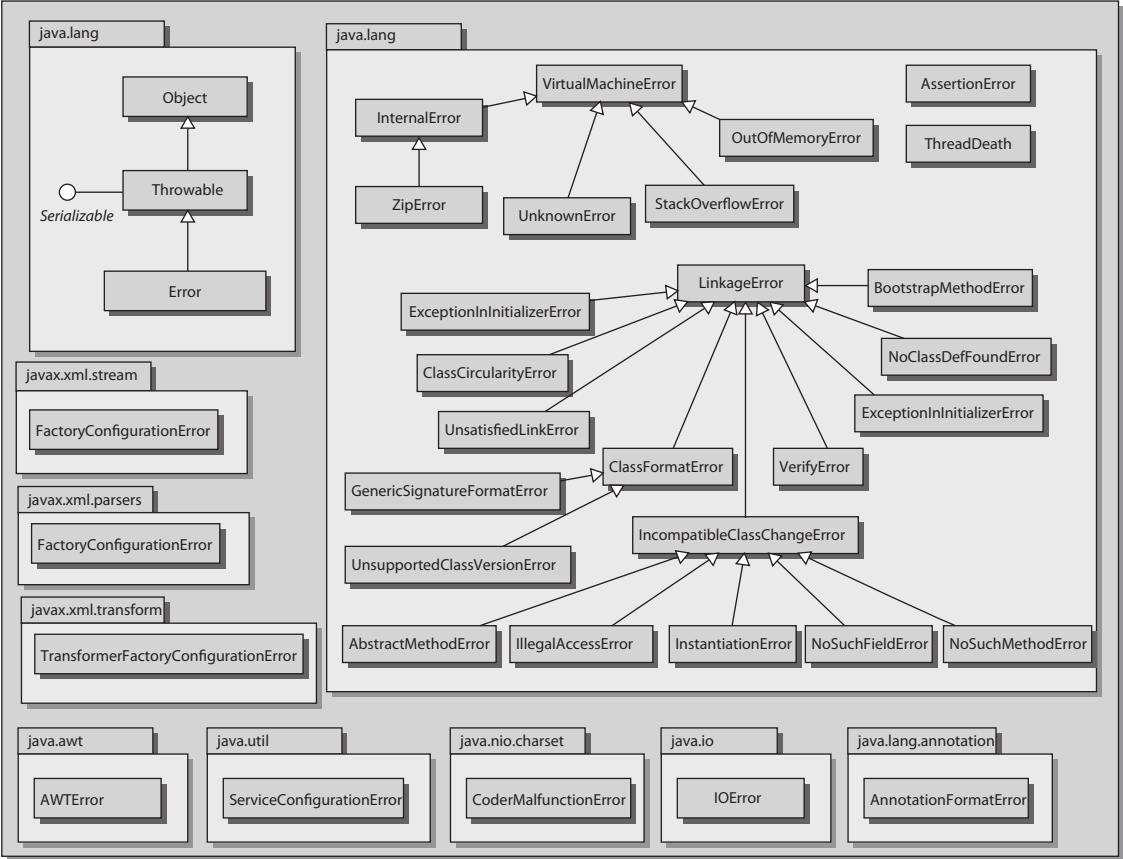 java.lang
Object
Throwable
Serializable
Error
java.lang
VirtualMachineError
AssertionError
InternalError
OutOfMemoryError
ThreadDeath
ZipError
UnknownError
StackOverflowError
LinkageError
BootstrapMethodError
ExceptionInInitializerError
NoClassDefFoundError
ClassCircularityError
ExceptionInInitializerError
UnsatisfiedLinkError
ClassFormatError
VerifyError
GenericSignatureFormatError
IncompatibleClassChangeError
UnsupportedClassVersionError
AbstractMethodError
IllegalAccessError
InstantiationError
NoSuchFieldError
NoSuchMethodError
javax.xml.stream
FactoryConfigurationError
javax.xml.parsers
FactoryConfigurationError
javax.xml.transform
TransformerFactoryConfigurationError
java.awt
AWTError
java.util
ServiceConfigurationError
java.nio.charset
CoderMalfunctionError
java.io
IOError
java.lang.annotation
AnnotationFormatError